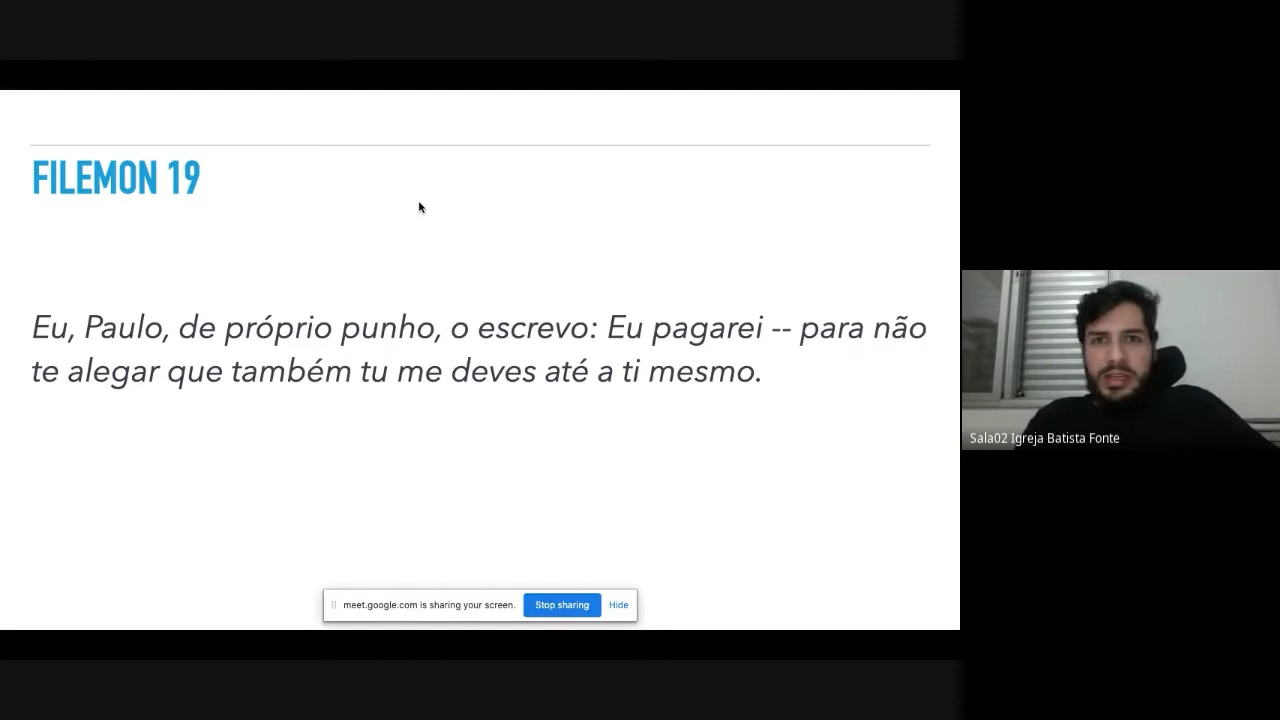 FILEMON 19
Eu, Paulo, de próprio punho, o escrevo: Eu pagarei -- para não
te alegar que também tu me deves até a ti mesmo.
Sala02 Igreja Batista Fonte
meet.google.com is sharing your screen. Stop sharing Hide